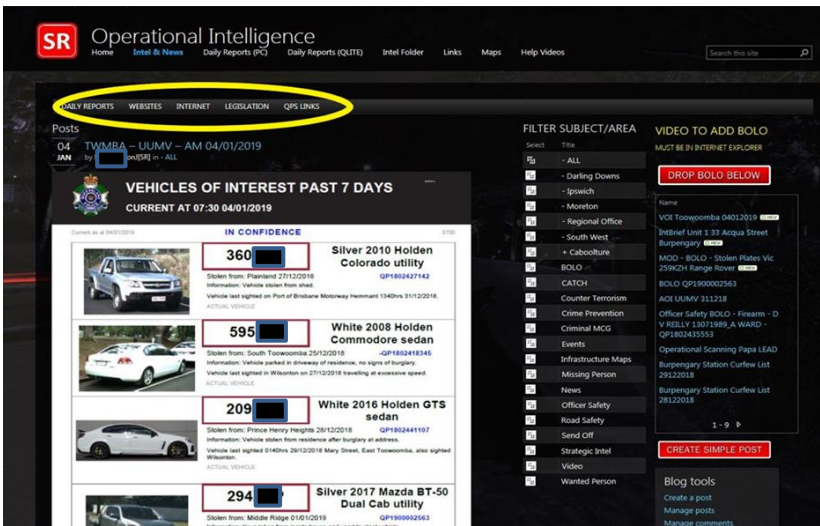 SR
Operational Intelligence
Home Intel & News Daily Reports (PC) Daily Reports (QLITE) Intel Folder Links Maps Help Videos
Search this site
DAILY REPORTS WEBSITES INTERNET LEGISLATION QPS LINKS
Posts
04 JAN
TWMBA – UUMV – AM 04/01/2019
by onJ[SR] in - ALL
VEHICLES OF INTEREST PAST 7 DAYS
CURRENT AT 07:30 04/01/2019
Current as at 04/01/2019 IN CONFIDENCE 0700
360
Silver 2010 Holden
Colorado utility
Stolen from: Plainland 27/12/2018 QP1802427142
Information: Vehicle stolen from shed.
Vehicle last sighted on Port of Brisbane Motorway Hemmant 1340hrs 31/12/2018.
ACTUAL VEHICLE
595
White 2008 Holden
Commodore sedan
Stolen from: South Toowoomba 25/12/2018 -QP1802418345
Information: Vehicle parked in driveway of residence, no signs of burglary.
Vehicle last sighted in Wilsonton on 27/12/2018 travelling at excessive speed.
ACTUAL VEHICLE
209
White 2016 Holden GTS
sedan
Stolen from: Prince Henry Heights 28/12/2018 QP1802441107
Information: Vehicle stolen from residence after burglary at address.
Vehicle last sighted 0140hrs 29/12/2018 Mary Street, East Toowoomba, also sighted
Wilsonton.
ACTUAL VEHICLE
294
Silver 2017 Mazda BT-50
Dual Cab utility
Stolen from: Middle Ridge 01/01/2019 QP1900002563
FILTER SUBJECT/AREA
Select Title
- ALL
- Darling Downs
- Ipswich
- Moreton
- Regional Office
- South West
+ Caboolture
BOLO
CATCH
Counter Terrorism
Crime Prevention
Criminal MCG
Events
Infrastructure Maps
Missing Person
News
Officer Safety
Road Safety
Send Off
Strategic Intel
Video
Wanted Person
VIDEO TO ADD BOLO
MUST BE IN INTERNET EXPLORER
DROP BOLO BELOW
Name
VOI Toowoomba 04012019 NEW
IntBrief Unit 1 33 Acqua Street
Burpengary NEW
MOD - BOLO - Stolen Plates Vic
259KZH Range Rover NEW
BOLO QP1900002563
AOI UUMV 311218
Officer Safety BOLO - Firearm - D
V REILLY 13071989_A WARD -
QP1802435553
Operational Scanning Papa LEAD
Burpengary Station Curfew List
29122018
Burpengary Station Curfew List
28122018
1 - 9
CREATE SIMPLE POST
Blog tools
Create a post
Manage posts
Manage comments